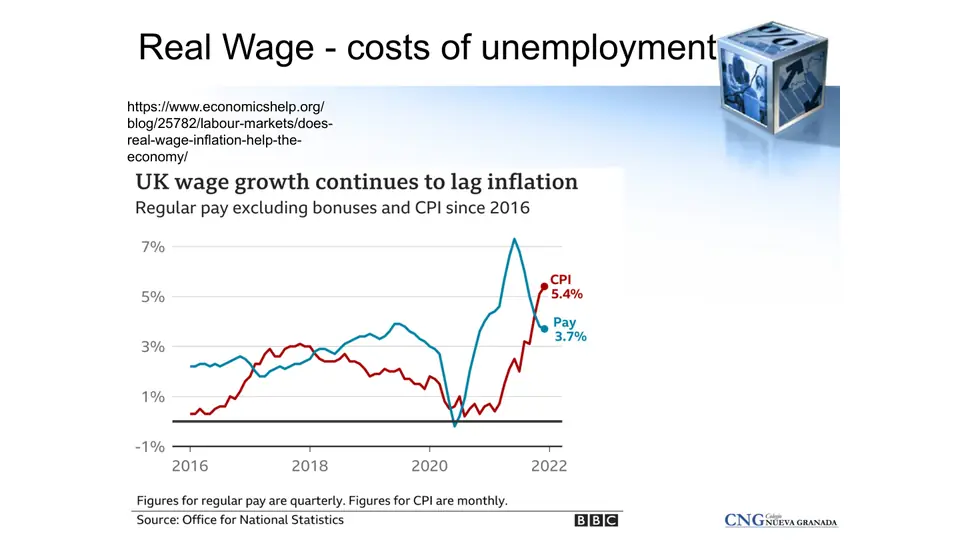 Real Wage - costs of unemployment
%
https://www.economicshelp.org/
blog/25782/labour-markets/does-
real-wage-inflation-help-the-
economy/
UK wage growth continues to lag inflation
Regular pay excluding bonuses and CPI since 2016
7%
5%
3%
1%
-1%
CPI
5.4%
Pay
3.7%
2016 2018 2020 2022
Figures for regular pay are quarterly. Figures for CPI are monthly.
Source: Office for National Statistics
BBC
CNG Colegio NUEVA GRANADA